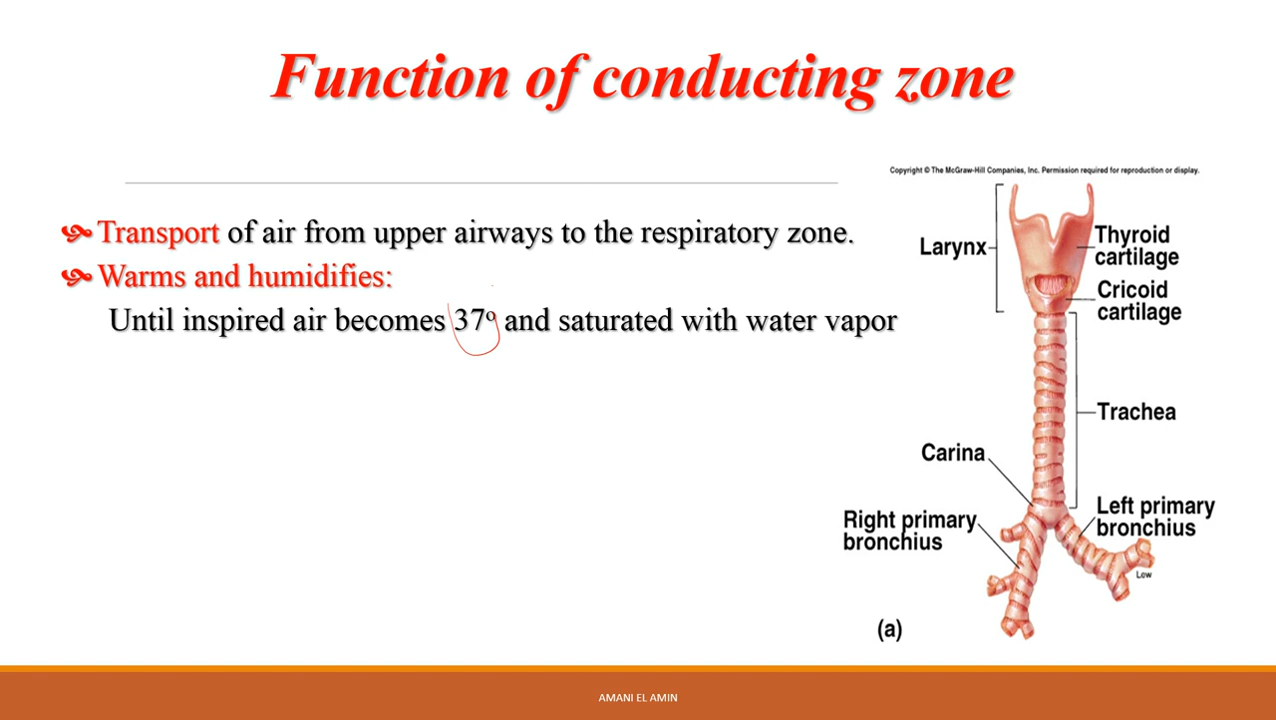 Function of conducting zone
Copyright © The McGraw-Hill Companies, Inc. Permission required for reproduction or display.
Transport of air from upper airways to the respiratory zone.
Warms and humidifies:
Until inspired air becomes 37º and saturated with water vapor
Larynx
Thyroid
cartilage
Cricoid
cartilage
Trachea
Carina
Right primary
bronchius
Left primary
bronchius
Low
(a)
AMANI EL AMIN